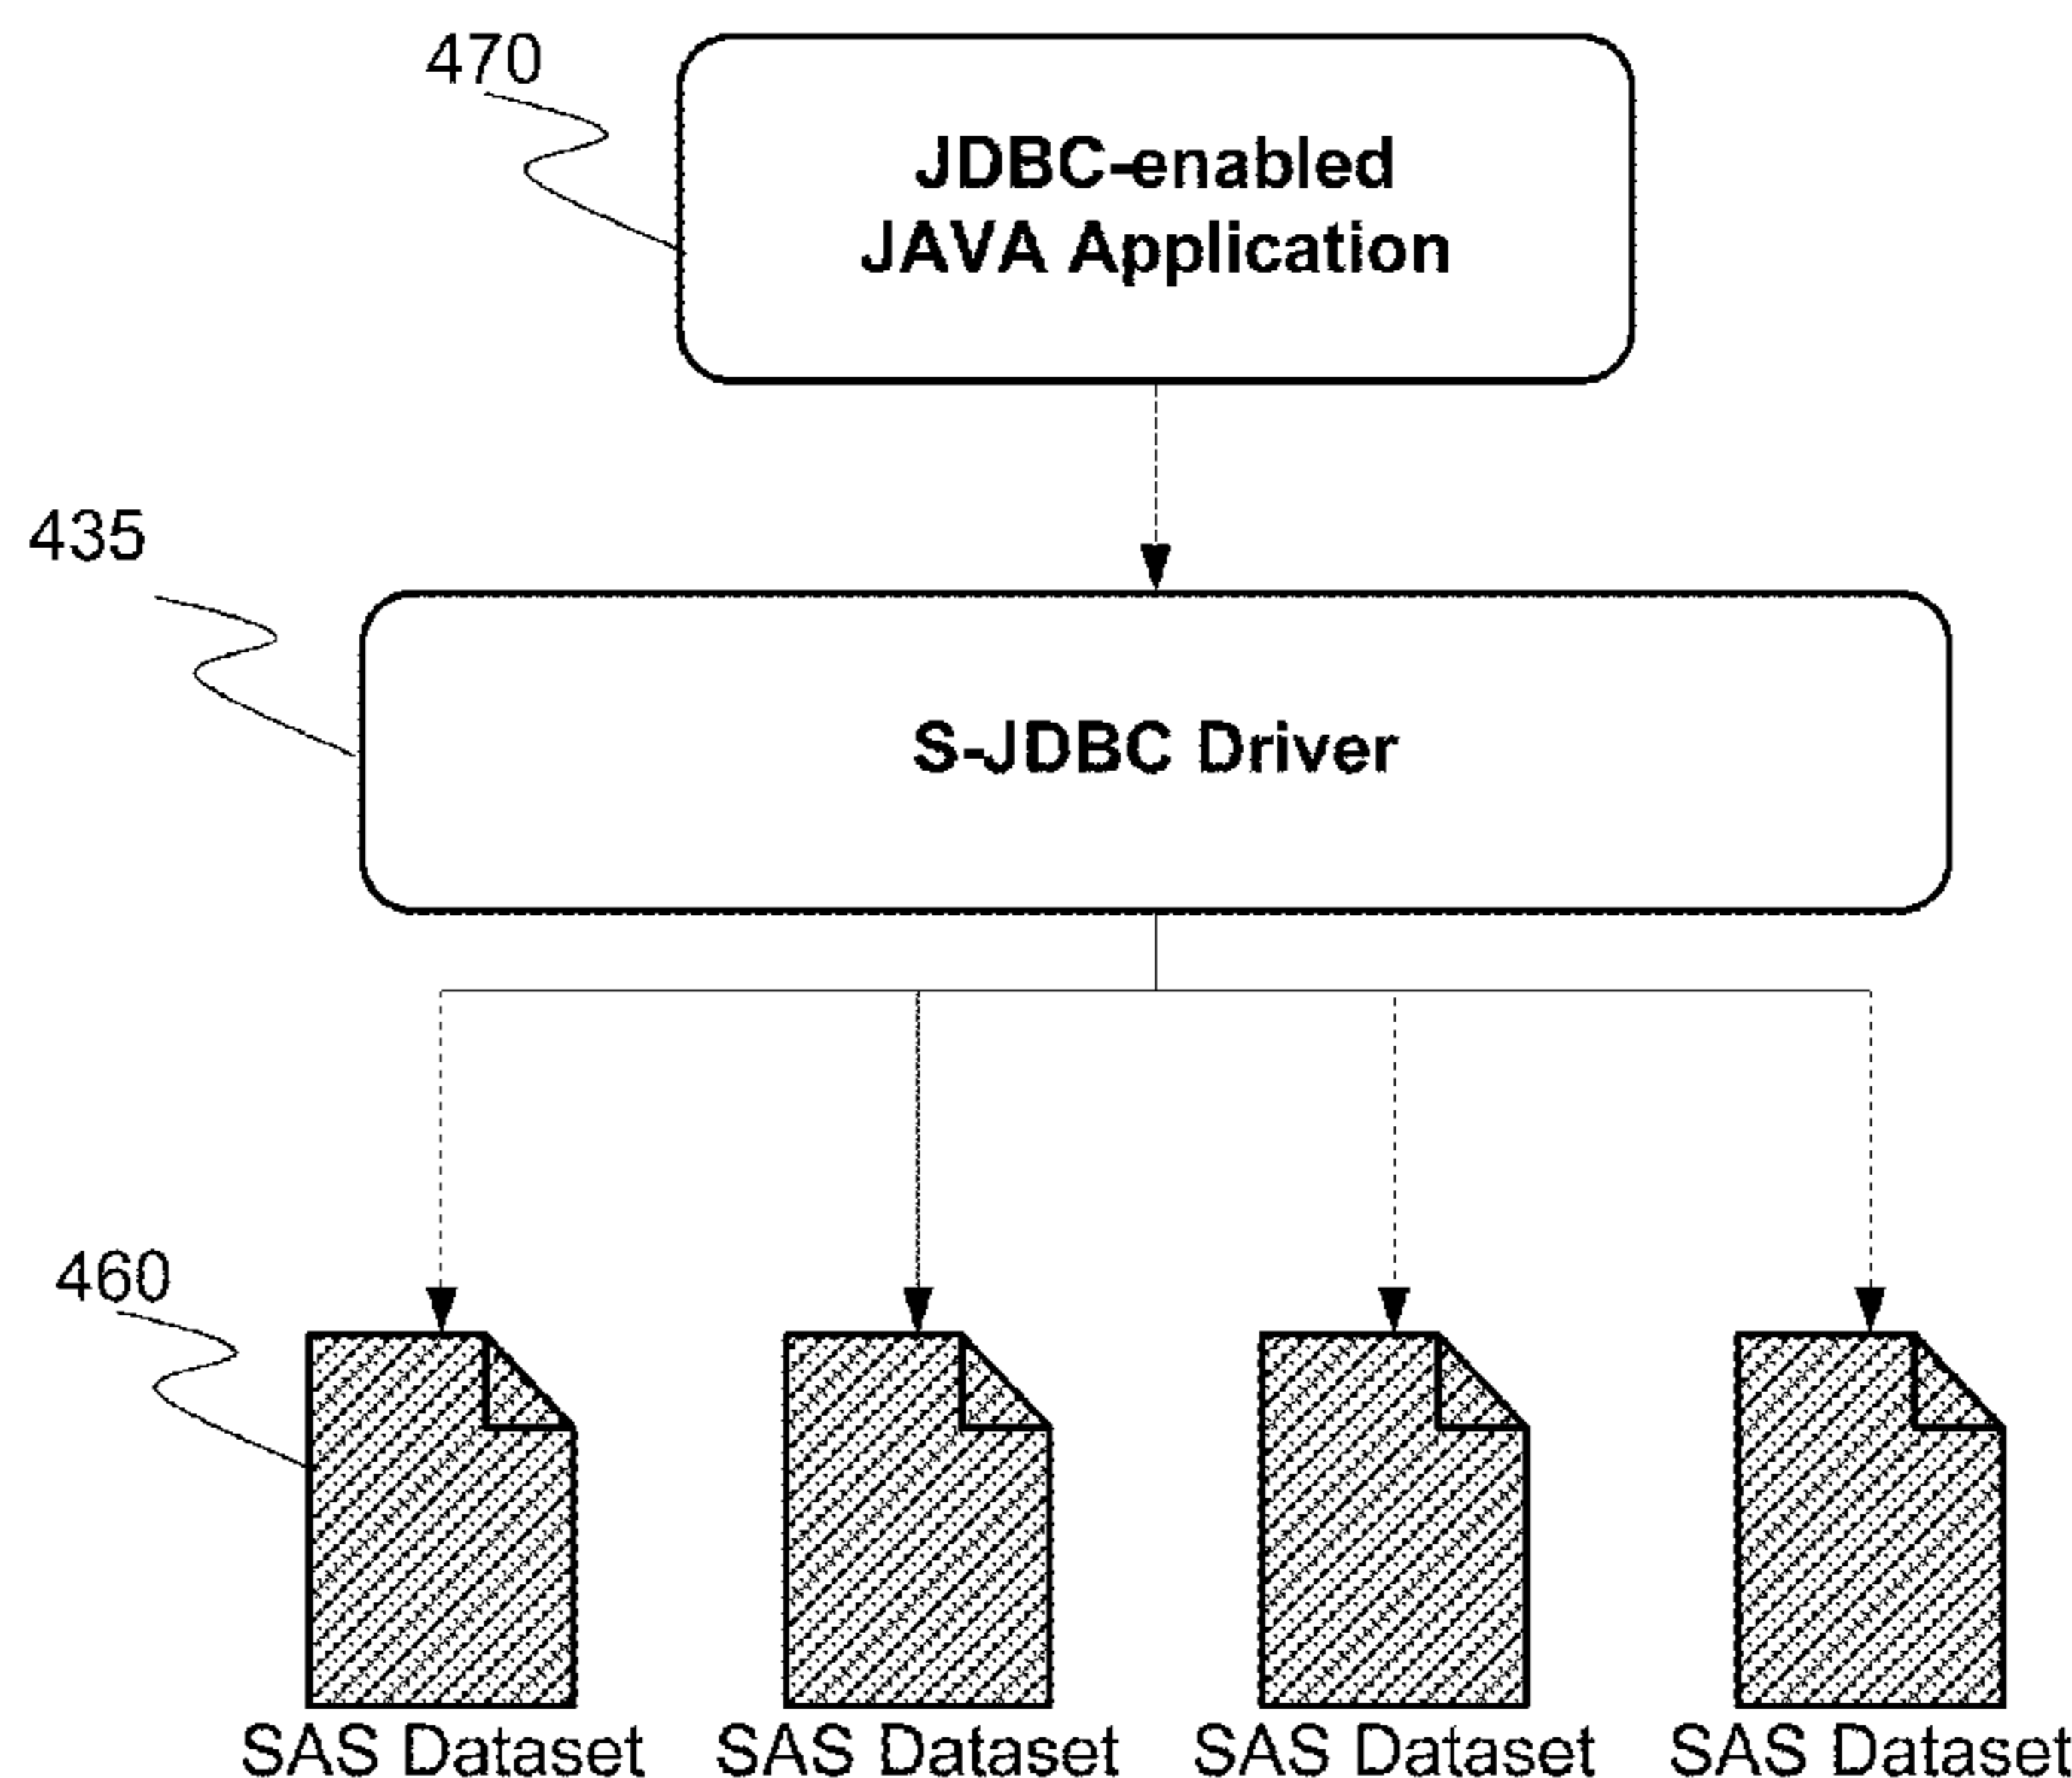 470
JDBC-enabled
JAVA Application
435
S-JDBC Driver
460
SAS Dataset SAS Dataset SAS Dataset SAS Dataset